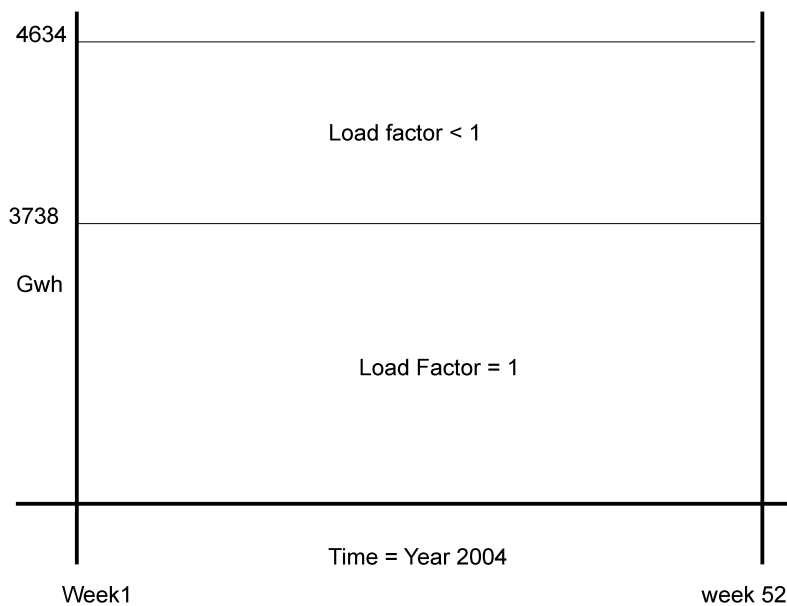 4634
Load factor < 1
3738
Gwh
Load Factor = 1
Time = Year 2004
Week1
week 52